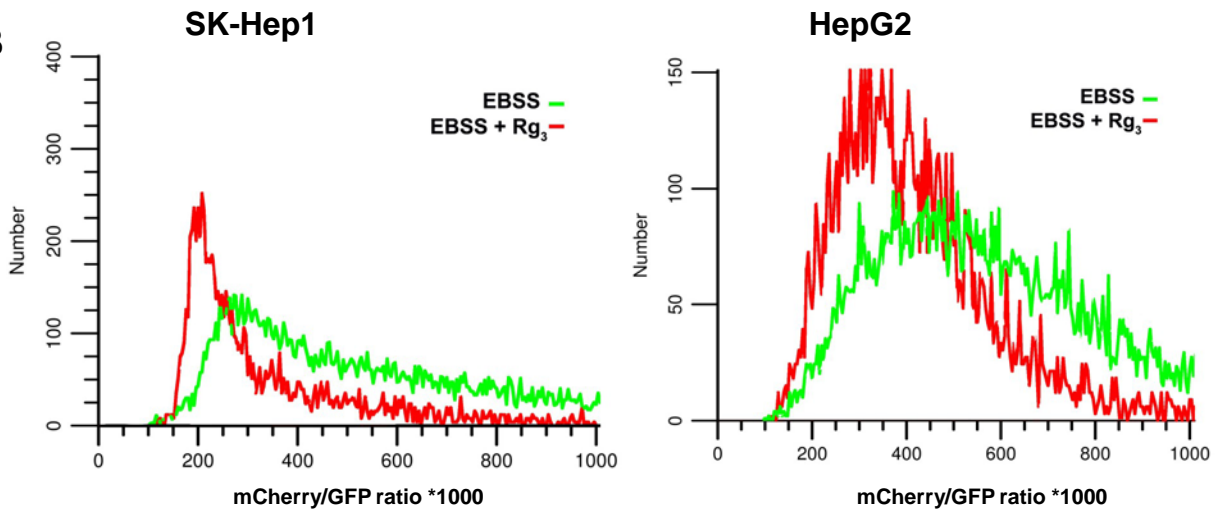 B
SK-Hep1
HepG2
400
300
200
100
0
Number
EBSS
EBSS + Rg₃
0 200 400 600 800 1000
mCherry/GFP ratio *1000
150
100
50
0
Number
EBSS
EBSS + Rg₃
0 200 400 600 800 1000
mCherry/GFP ratio *1000